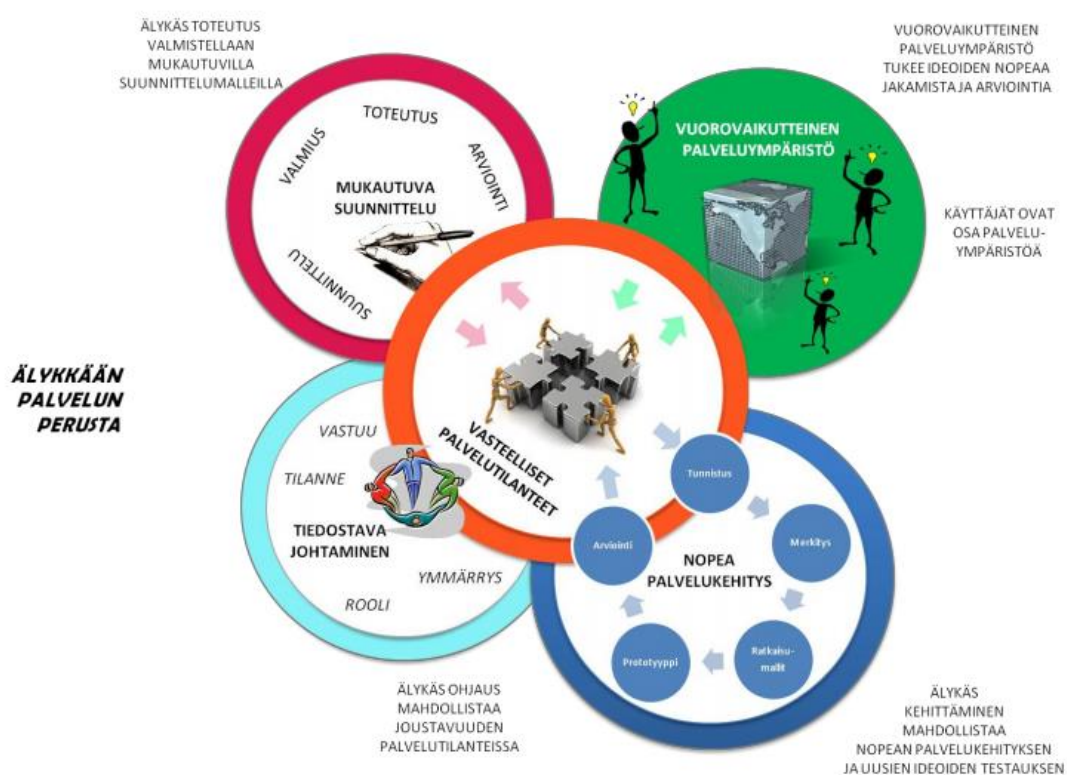 ÄLYKÄS TOTEUTUS
VALMISTELLAAN
MUKAUTUVILLA
SUUNNITTELUMALLEILLA
VUOROVAIKUTTEINEN
PALVELUYMPÄRISTÖ
TUKEE IDEOIDEN NOPEAA
JAKAMISTA JA ARVIOINTIA
TOTEUTUS
VALMIUS
ARVIOINTI
MUKAUTUVA
SUUNNITTELU
SUUNNITTELU
VUOROVAIKUTTEINEN
PALVELUYMPÄRISTÖ
KÄYTTÄJÄT OVAT
OSA PALVELU-
YMPÄRISTÖÄ
ÄLYKKÄÄN
PALVELUN
PERUSTA
VASTEELLISET
PALVELUTILANTEET
VASTUU
TILANNE
TIEDOSTAVA
JOHTAMINEN
YMMÄRRYS
ROOLI
Tunnistus
Merkitys
Ratkaisu-
mallit
Prototyyppi
Arviointi
NOPEA
PALVELUKEHITYS
ÄLYKÄS OHJAUS
MAHDOLLISTAA
JOUSTAVUUDEN
PALVELUTILANTEISSA
ÄLYKÄS
KEHITTÄMINEN
MAHDOLLISTAA
NOPEAN PALVELUKEHITYKSEN
JA UUSIEN IDEOIDEN TESTAUKSEN